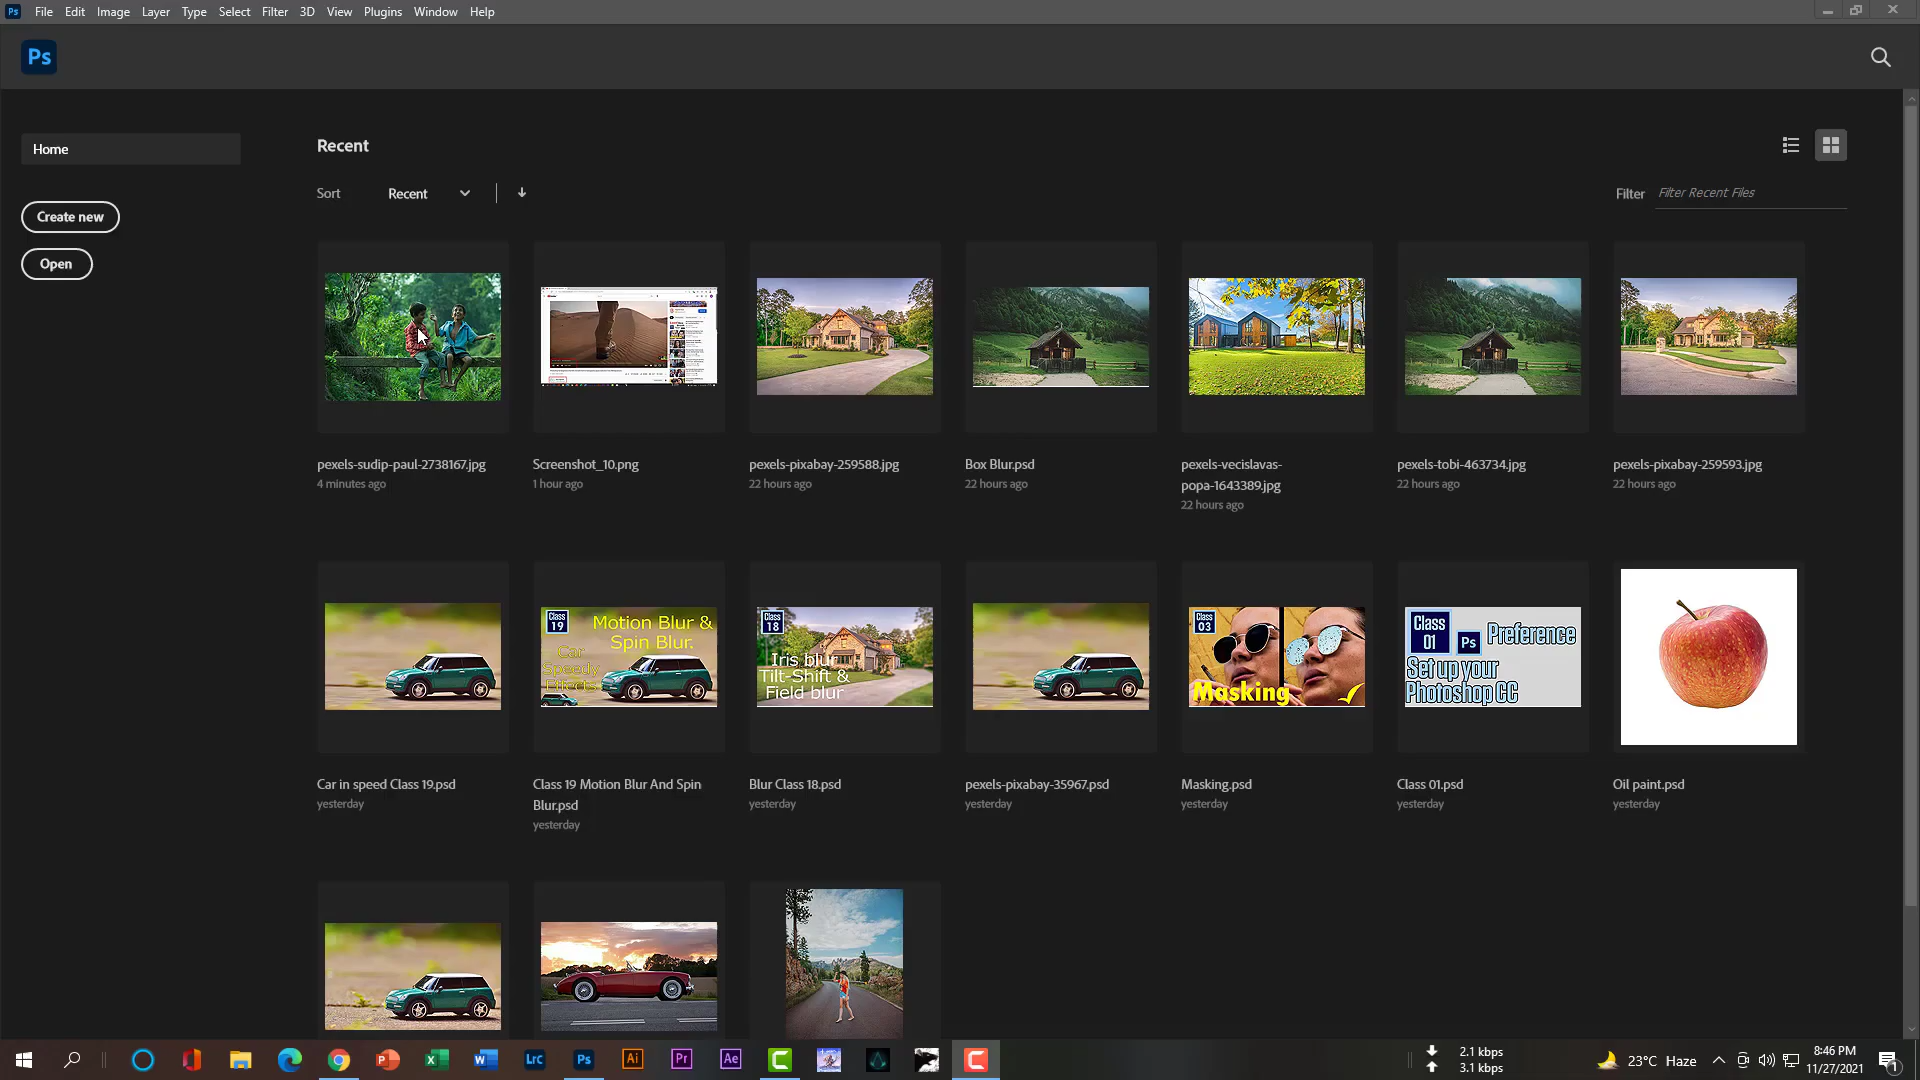 Ps File Edit Image Layer Type Select Filter 3D View Plugins Window Help
Ps
Home
Create new
Open
Recent
Sort Recent
Filter Filter Recent Files
pexels-sudip-paul-2738167.jpg
4 minutes ago
Screenshot_10.png
1 hour ago
pexels-pixabay-259588.jpg
22 hours ago
Box Blur.psd
22 hours ago
pexels-vecislavas-
popa-1643389.jpg
22 hours ago
pexels-tobi-463734.jpg
22 hours ago
pexels-pixabay-259593.jpg
22 hours ago
Class
19
Motion Blur &
Spin Blur.
Car
Speedy
Effects
Class
18
Iris blur
Tilt-Shift &
Field blur
Class
03
Masking
Class
01
Ps
Preference
Set up your
Photoshop CC
Car in speed Class 19.psd
yesterday
Class 19 Motion Blur And Spin
Blur.psd
yesterday
Blur Class 18.psd
yesterday
pexels-pixabay-35967.psd
yesterday
Masking.psd
yesterday
Class 01.psd
yesterday
Oil paint.psd
yesterday
Lrc Ps Ai Pr Ae
2.1 kbps
3.1 kbps
23°C Haze
8:46 PM
11/27/2021
1